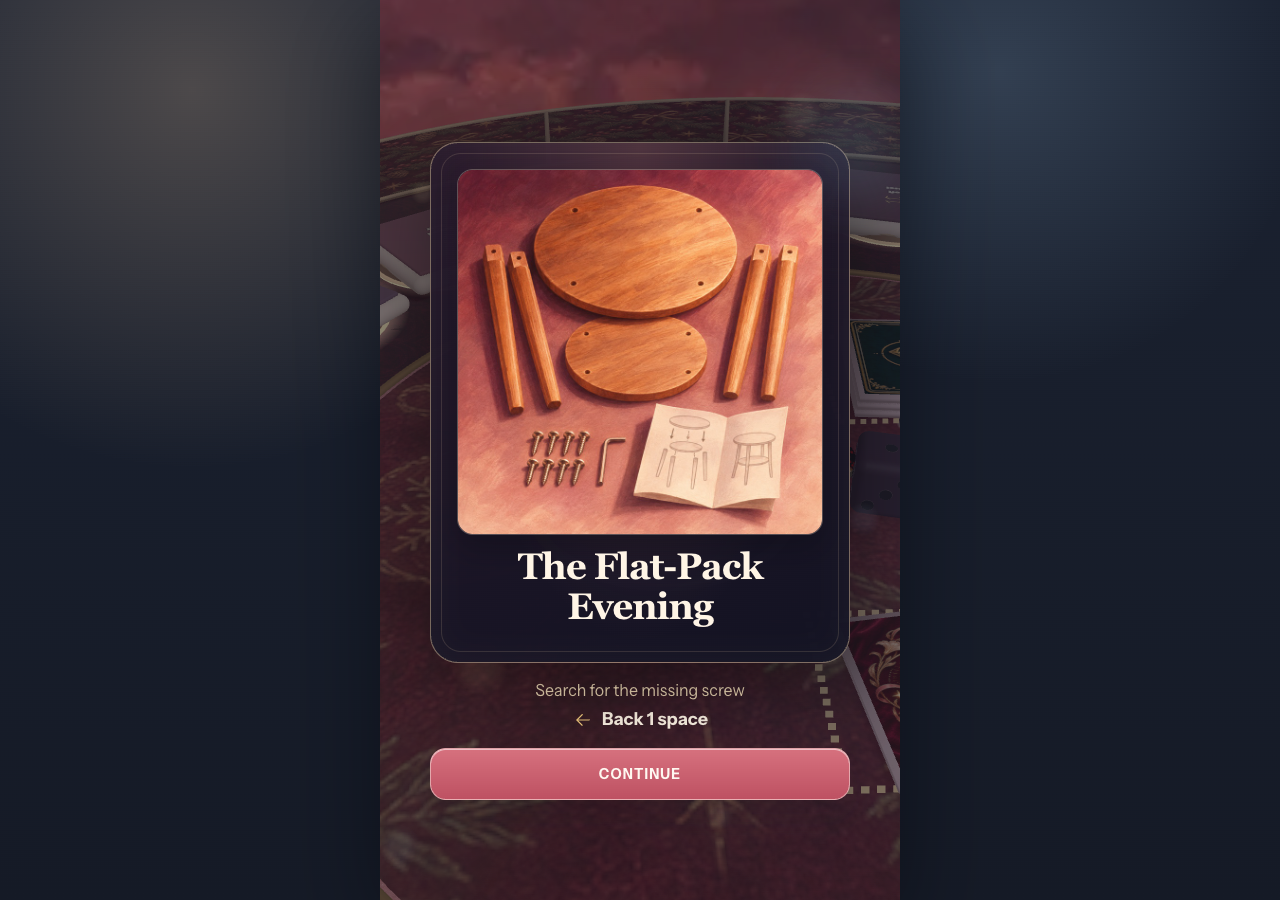 The Flat-Pack
Evening
Search for the missing screw
← Back 1 space
CONTINUE